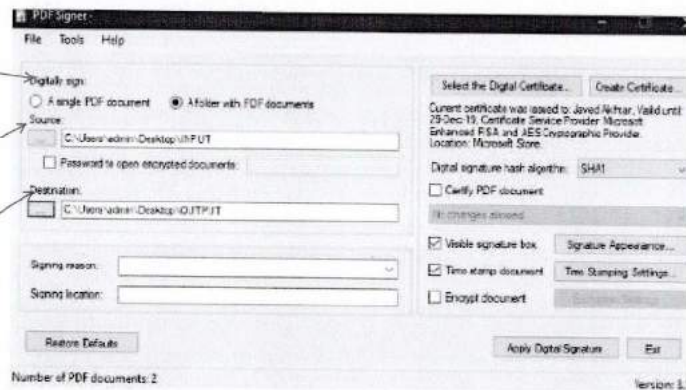 PDF Signer
File Tools Help
Digitally sign:
A single PDF document
A folder with PDF documents
Source:
... C:\Users\admin\Desktop\INPUT
Password to open encrypted documents:
Destination:
... C:\Users\admin\Desktop\OUTPUT
Signing reason:
Signing location:
Restore Defaults
Number of PDF documents: 2
Select the Digital Certificate... Create Certificate...
Current certificate was issued to: Javed Akhtar, Valid until:
29-Dec-19, Certificate Service Provider: Microsoft
Enhanced RSA and AES Cryptographic Provider.
Location: Microsoft Store.
Digital signature hash algorithm: SHA1
Certify PDF document
No changes allowed
Visible signature box Signature Appearance...
Time stamp document Time Stamping Settings...
Encrypt document
Apply Digital Signature Exit
Version: